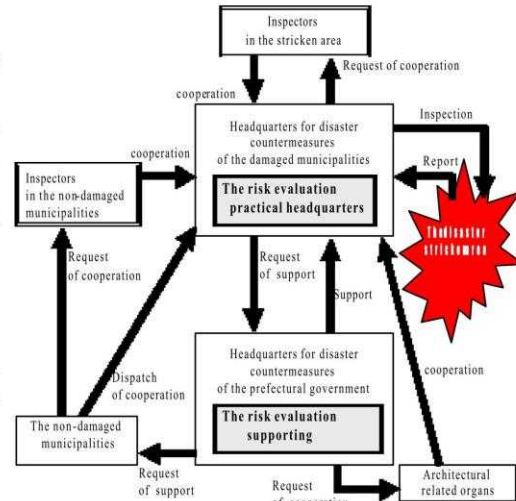 Inspectors
in the stricken area
Request of cooperation
cooperation
Headquarters for disaster
countermeasures
of the damaged municipalities
The risk evaluation
practical headquarters
Inspection
Report
cooperation
Inspectors
in the non-damaged
municipalities
Request
of cooperation
Request
of support
Support
Dispatch
of cooperation
Headquarters for disaster
countermeasures
of the prefectural government
The risk evaluation
supporting
cooperation
The non-damaged
municipalities
Request
of support
Request
Architectural
related organs